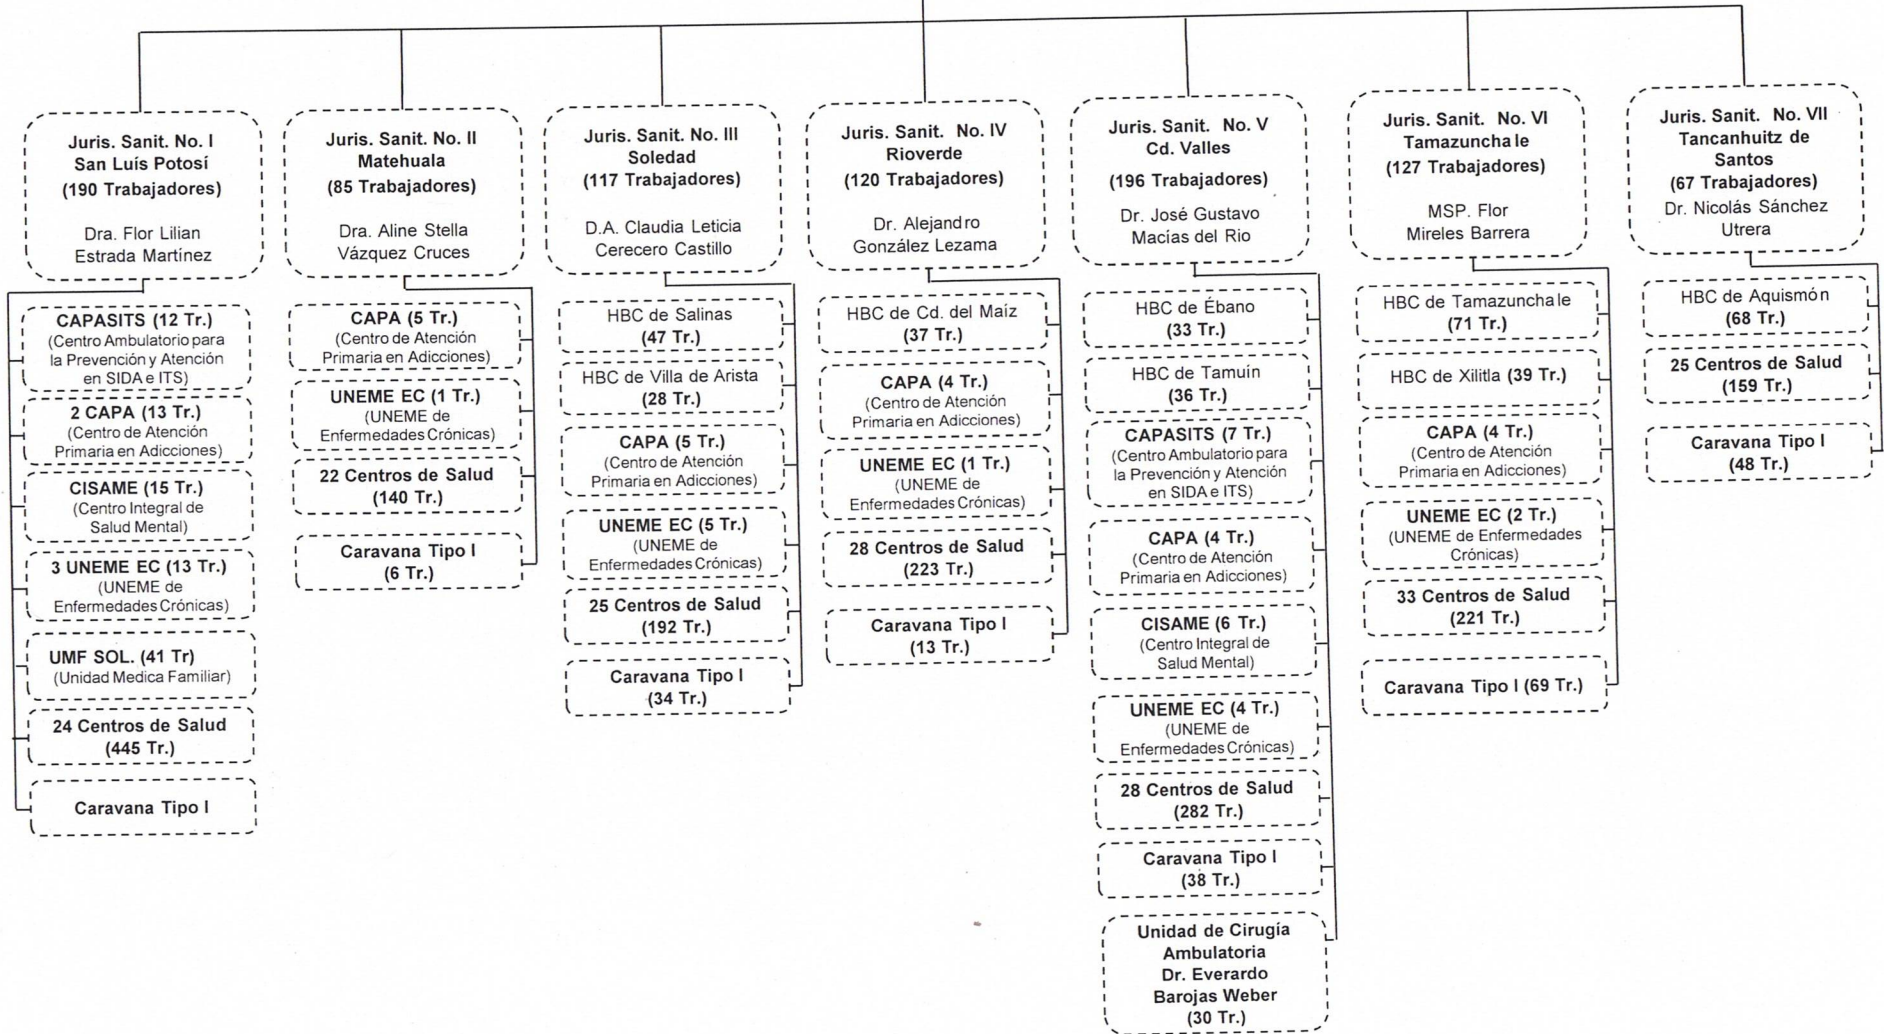 Juris. Sanit. No. I
San Luís Potosí
(190 Trabajadores)
Dra. Flor Lilian
Estrada Martínez
CAPASITS (12 Tr.)
(Centro Ambulatorio para
la Prevención y Atención
en SIDA e ITS)
2 CAPA (13 Tr.)
(Centro de Atención
Primaria en Adicciones)
CISAME (15 Tr.)
(Centro Integral de
Salud Mental)
3 UNEME EC (13 Tr.)
(UNEME de
Enfermedades Crónicas)
UMF SOL. (41 Tr)
(Unidad Medica Familiar)
24 Centros de Salud
(445 Tr.)
Caravana Tipo I
Juris. Sanit. No. II
Matehuala
(85 Trabajadores)
Dra. Aline Stella
Vázquez Cruces
CAPA (5 Tr.)
(Centro de Atención
Primaria en Adicciones)
UNEME EC (1 Tr.)
(UNEME de
Enfermedades Crónicas)
22 Centros de Salud
(140 Tr.)
Caravana Tipo I
(6 Tr.)
Juris. Sanit. No. III
Soledad
(117 Trabajadores)
D.A. Claudia Leticia
Cerecero Castillo
HBC de Salinas
(47 Tr.)
HBC de Villa de Arista
(28 Tr.)
CAPA (5 Tr.)
(Centro de Atención
Primaria en Adicciones)
UNEME EC (5 Tr.)
(UNEME de
Enfermedades Crónicas)
25 Centros de Salud
(192 Tr.)
Caravana Tipo I
(34 Tr.)
Juris. Sanit. No. IV
Rioverde
(120 Trabajadores)
Dr. Alejandro
González Lezama
HBC de Cd. del Maíz
(37 Tr.)
CAPA (4 Tr.)
(Centro de Atención
Primaria en Adicciones)
UNEME EC (1 Tr.)
(UNEME de
Enfermedades Crónicas)
28 Centros de Salud
(223 Tr.)
Caravana Tipo I
(13 Tr.)
Juris. Sanit. No. V
Cd. Valles
(196 Trabajadores)
Dr. José Gustavo
Macías del Rio
HBC de Ébano
(33 Tr.)
HBC de Tamuín
(36 Tr.)
CAPASITS (7 Tr.)
(Centro Ambulatorio para
la Prevención y Atención
en SIDA e ITS)
CAPA (4 Tr.)
(Centro de Atención
Primaria en Adicciones)
CISAME (6 Tr.)
(Centro Integral de
Salud Mental)
UNEME EC (4 Tr.)
(UNEME de
Enfermedades Crónicas)
28 Centros de Salud
(282 Tr.)
Caravana Tipo I
(38 Tr.)
Unidad de Cirugía
Ambulatoria
Dr. Everardo
Barojas Weber
(30 Tr.)
Juris. Sanit. No. VI
Tamazunchale
(127 Trabajadores)
MSP. Flor
Mireles Barrera
HBC de Tamazunchale
(71 Tr.)
HBC de Xilitla (39 Tr.)
CAPA (4 Tr.)
(Centro de Atención
Primaria en Adicciones)
UNEME EC (2 Tr.)
(UNEME de Enfermedades
Crónicas)
33 Centros de Salud
(221 Tr.)
Caravana Tipo I (69 Tr.)
Juris. Sanit. No. VII
Tancanhuitz de
Santos
(67 Trabajadores)
Dr. Nicolás Sánchez
Utrera
HBC de Aquismón
(68 Tr.)
25 Centros de Salud
(159 Tr.)
Caravana Tipo I
(48 Tr.)